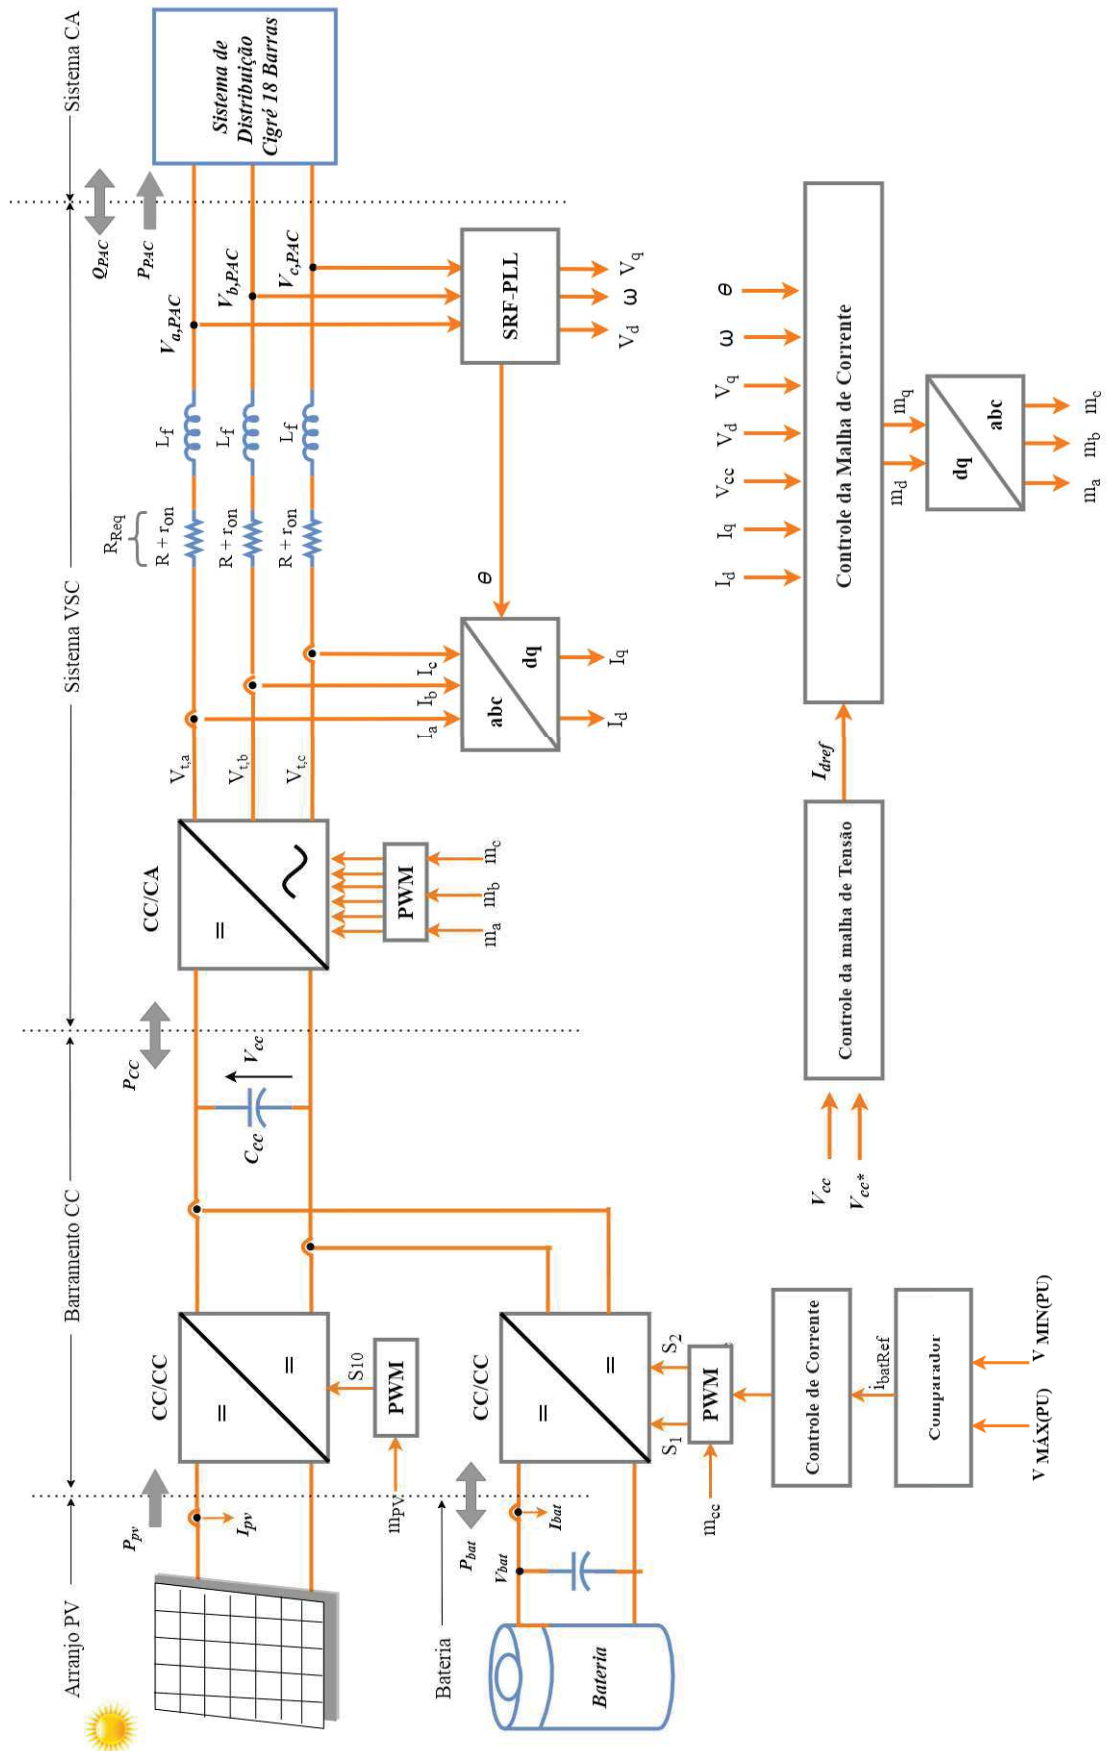 Arranjo PV
Barramento CC
Sistema VSC
Sistema CA
P_pv
P_CC
Q_PAC
P_PAC
I_pv
CC/CC
=
=
S_10
PWM
m_PV
C_cc
V_cc
CC/CA
=
PWM
m_a
m_b
m_c
V_t,a
V_t,b
V_t,c
R_Req
R + r_on
R + r_on
R + r_on
L_f
L_f
L_f
V_a,PAC
V_b,PAC
V_c,PAC
Sistema de
Distribuição
Cigré 18 Barras
I_a
I_b
I_c
abc
dq
I_d
I_q
θ
SRF-PLL
V_d
ω
V_q
Bateria
P_bat
V_bat
I_bat
Bateria
CC/CC
=
=
S_1
S_2
PWM
m_cc
Controle de Corrente
i_batRef
Comparador
V MÁX(PU)
V MIN(PU)
V_cc
V_cc*
Controle da malha de Tensão
I_dref
I_d
I_q
V_cc
V_d
V_q
ω
θ
Controle da Malha de Corrente
m_d
m_q
dq
abc
m_a
m_b
m_c